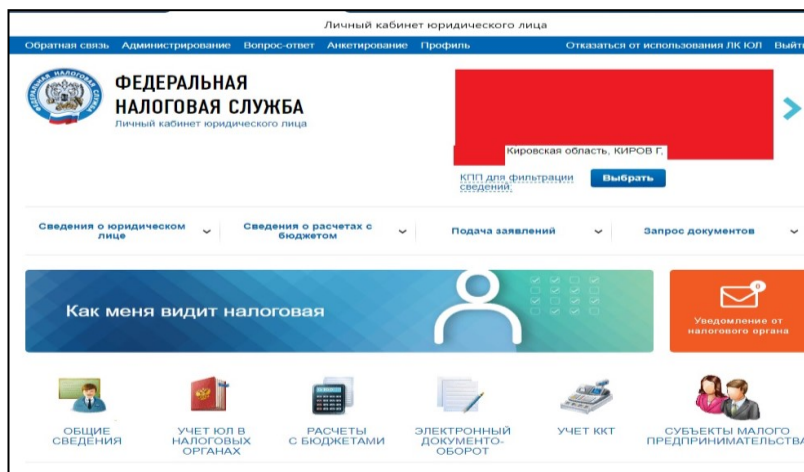 Личный кабинет юридического лица
Обратная связь Администрирование Вопрос-ответ Анкетирование Профиль Отказаться от использования ЛК ЮЛ Выйти
ФЕДЕРАЛЬНАЯ
НАЛОГОВАЯ СЛУЖБА
Личный кабинет юридического лица
Кировская область, КИРОВ Г,
КПП для фильтрации
сведений:
Выбрать
Сведения о юридическом
лице
Сведения о расчетах с
бюджетом
Подача заявлений
Запрос документов
Как меня видит налоговая
0
Уведомление от
налогового органа
ОБЩИЕ
СВЕДЕНИЯ
УЧЕТ ЮЛ В
НАЛОГОВЫХ
ОРГАНАХ
РАСЧЕТЫ
С БЮДЖЕТАМИ
ЭЛЕКТРОННЫЙ
ДОКУМЕНТО-
ОБОРОТ
УЧЕТ ККТ
СУБЪЕКТЫ МАЛОГО
ПРЕДПРИНИМАТЕЛЬСТВА